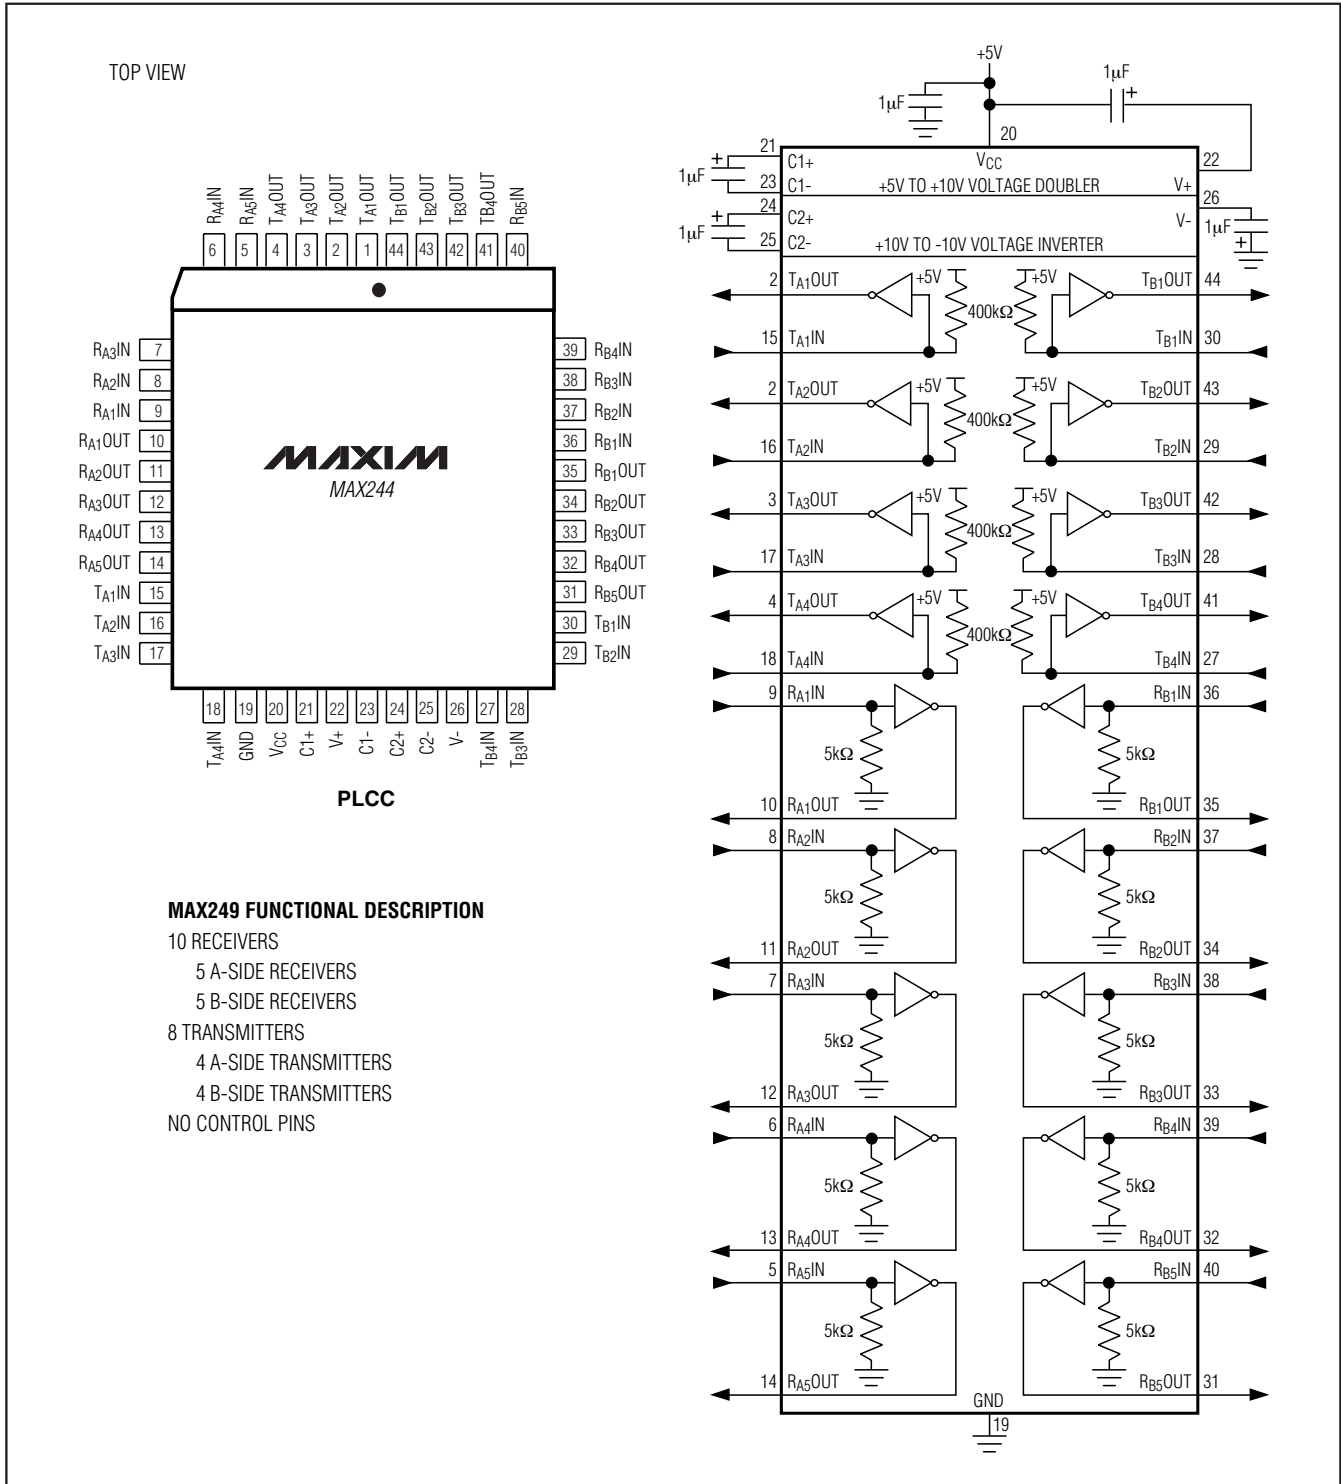 TOP VIEW
RA4IN
RA5IN
TA4OUT
TA3OUT
TA2OUT
TA1OUT
TB1OUT
TB2OUT
TB3OUT
TB4OUT
RB5IN
6 5 4 3 2 1 44 43 42 41 40
RA3IN 7
RA2IN 8
RA1IN 9
RA1OUT 10
RA2OUT 11
RA3OUT 12
RA4OUT 13
RA5OUT 14
TA1IN 15
TA2IN 16
TA3IN 17
MAXIM
MAX244
39 RB4IN
38 RB3IN
37 RB2IN
36 RB1IN
35 RB1OUT
34 RB2OUT
33 RB3OUT
32 RB4OUT
31 RB5OUT
30 TB1IN
29 TB2IN
18 19 20 21 22 23 24 25 26 27 28
TA4IN
GND
VCC
C1+
V+
C1-
C2+
C2-
V-
TB4IN
TB3IN
PLCC
MAX249 FUNCTIONAL DESCRIPTION
10 RECEIVERS
5 A-SIDE RECEIVERS
5 B-SIDE RECEIVERS
8 TRANSMITTERS
4 A-SIDE TRANSMITTERS
4 B-SIDE TRANSMITTERS
NO CONTROL PINS
+5V
1µF
1µF +
20
VCC
21 C1+
1µF +
23 C1-
+5V TO +10V VOLTAGE DOUBLER
V+ 22
24 C2+
1µF +
25 C2-
+10V TO -10V VOLTAGE INVERTER
V- 26
1µF +
2 TA1OUT +5V +5V TB1OUT 44
400kΩ
15 TA1IN TB1IN 30
2 TA2OUT +5V +5V TB2OUT 43
400kΩ
16 TA2IN TB2IN 29
3 TA3OUT +5V +5V TB3OUT 42
400kΩ
17 TA3IN TB3IN 28
4 TA4OUT +5V +5V TB4OUT 41
400kΩ
18 TA4IN TB4IN 27
9 RA1IN RB1IN 36
5kΩ 5kΩ
10 RA1OUT RB1OUT 35
8 RA2IN RB2IN 37
5kΩ 5kΩ
11 RA2OUT RB2OUT 34
7 RA3IN RB3IN 38
5kΩ 5kΩ
12 RA3OUT RB3OUT 33
6 RA4IN RB4IN 39
5kΩ 5kΩ
13 RA4OUT RB4OUT 32
5 RA5IN RB5IN 40
5kΩ 5kΩ
14 RA5OUT RB5OUT 31
GND
19